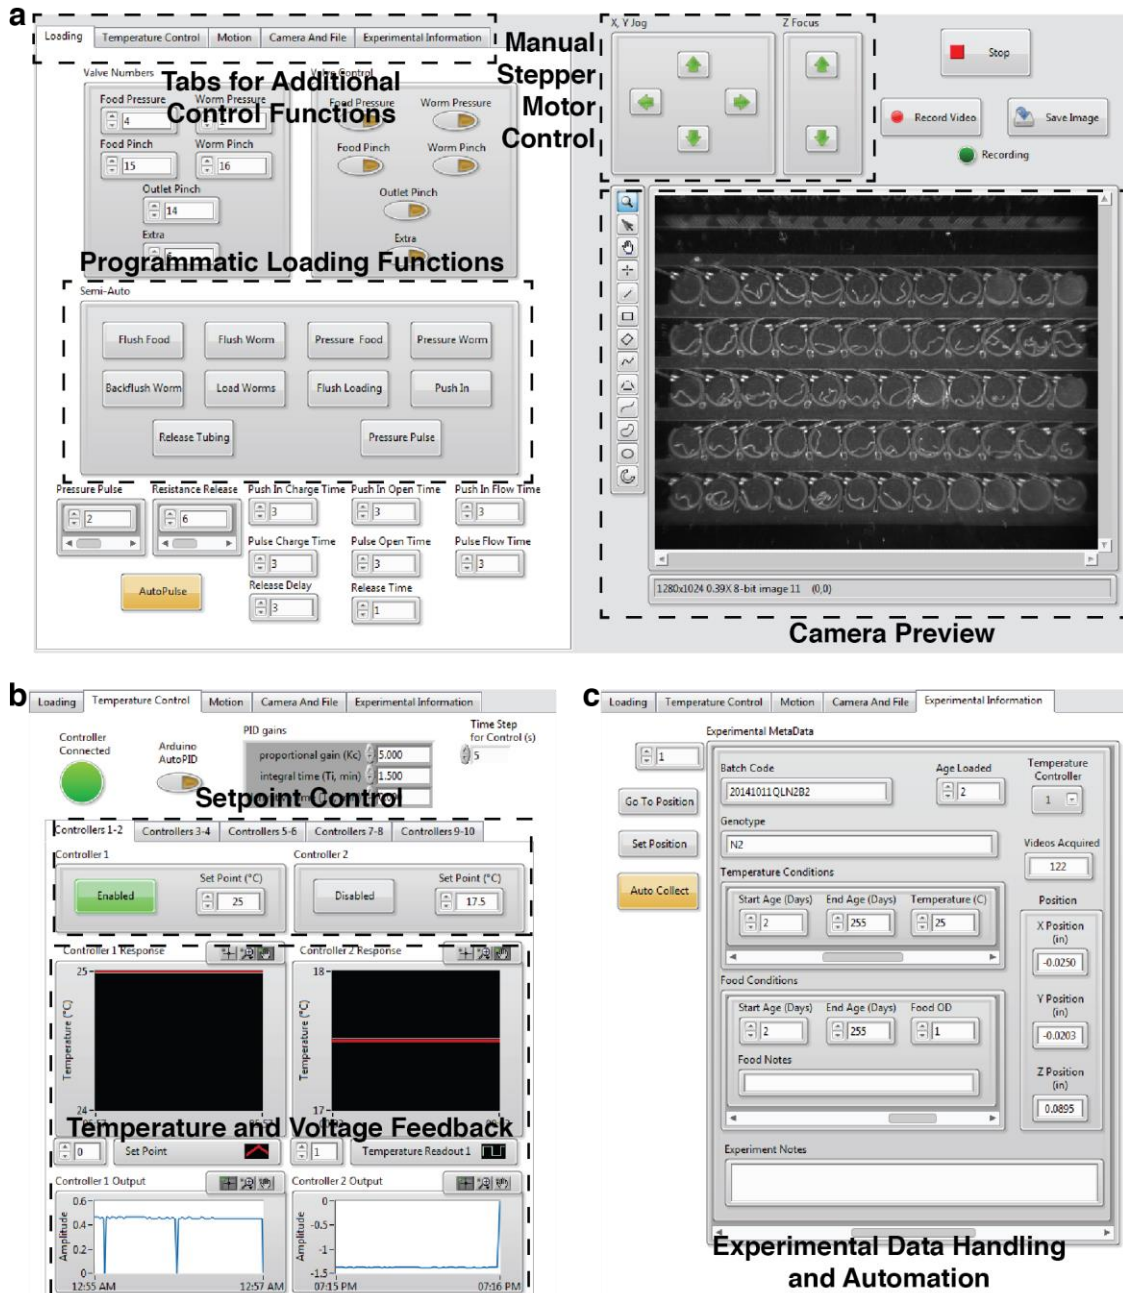 a
Loading Temperature Control Motion Camera And File Experimental Information
Tabs for Additional
Control Functions
Valve Numbers
Food Pressure Worm Pressure
4
Food Pinch Worm Pinch
15 16
Outlet Pinch
14
Extra
Control
Food Pressure Worm Pressure
Food Pinch Worm Pinch
Outlet Pinch
Extra
Programmatic Loading Functions
Semi-Auto
Flush Food Flush Worm Pressure Food Pressure Worm
Backflush Worm Load Worms Flush Loading Push In
Release Tubing Pressure Pulse
Pressure Pulse Resistance Release Push In Charge Time Push In Open Time Push In Flow Time
2 6 3 3 3
Pulse Charge Time Pulse Open Time Pulse Flow Time
3 3 3
AutoPulse
Release Delay Release Time
3 1
Manual
Stepper
Motor
Control
X, Y Jog Z Focus
Stop
Record Video Save Image
Recording
1280x1024 0.39X 8-bit image 11 (0,0)
Camera Preview
b
Loading Temperature Control Motion Camera And File Experimental Information
Controller
Connected
Arduino
AutoPID
PID gains
proportional gain (Kc) 5.000
integral time (Ti, min) 1.500
Time Step
for Control (s)
5
Setpoint Control
Controllers 1-2 Controllers 3-4 Controllers 5-6 Controllers 7-8 Controllers 9-10
Controller 1 Controller 2
Enabled Set Point (°C) 25
Disabled Set Point (°C) 17.5
Controller 1 Response Controller 2 Response
Temperature (°C) 25 24
Temperature (°C) 18 17
Temperature and Voltage Feedback
0 Set Point 1 Temperature Readout 1
Controller 1 Output Controller 2 Output
Amplitude 0.6 0.4 0.2 0
12:55 AM 12:57 AM
Amplitude 0 -0.5 -1 -1.5
07:15 PM 07:16 PM
c
Loading Temperature Control Motion Camera And File Experimental Information
1
Go To Position
Set Position
Auto Collect
Experimental MetaData
Batch Code Age Loaded Temperature
Controller
20141011QLN2B2 2 1
Genotype
N2
Videos Acquired
122
Temperature Conditions
Start Age (Days) End Age (Days) Temperature (C)
2 255 25
Food Conditions
Start Age (Days) End Age (Days) Food OD
2 255 1
Food Notes
Position
X Position
(in)
-0.0250
Y Position
(in)
-0.0203
Z Position
(in)
0.0895
Experiment Notes
Experimental Data Handling
and Automation